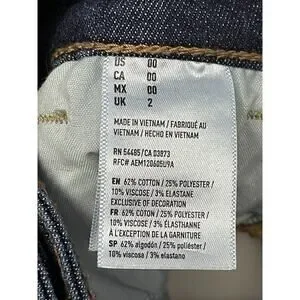 US 00
CA 00
MX 00
UK 2
MADE IN VIETNAM / FABRIQUÉ AU
VIETNAM / HECHO EN VIETNAM
RN 54485/CA 03873
RFC# AEM120605U9A
EN 62% COTTON / 25% POLYESTER /
10% VISCOSE / 3% ELASTANE
EXCLUSIVE OF DECORATION
FR 62% COTON / 25% POLYESTER /
10% VISCOSE / 3% ÉLASTHANNE
À L'EXCEPTION DE LA GARNITURE
SP 62% algodón / 25% poliéster /
10% viscosa / 3% elastano